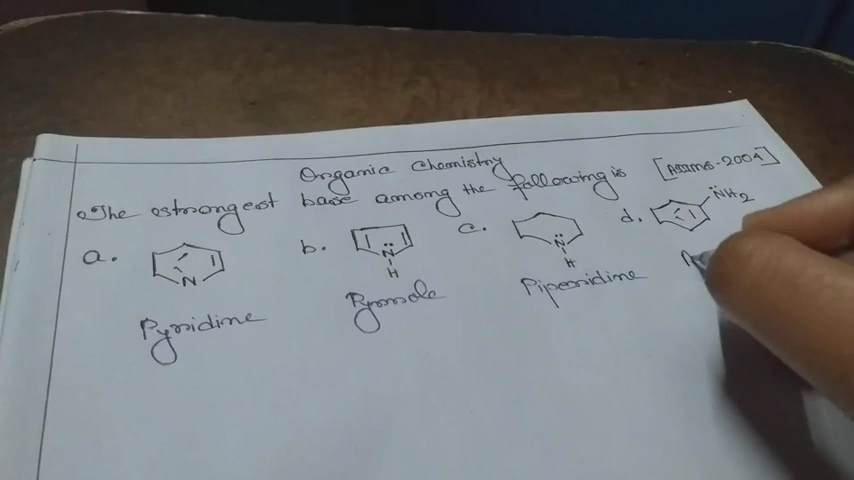 Organic Chemistry
The strongest base among the following is [AIIMS-2004]
a. N b. N H c. N H d. NH2
Pyridine Pyrrole Piperidine